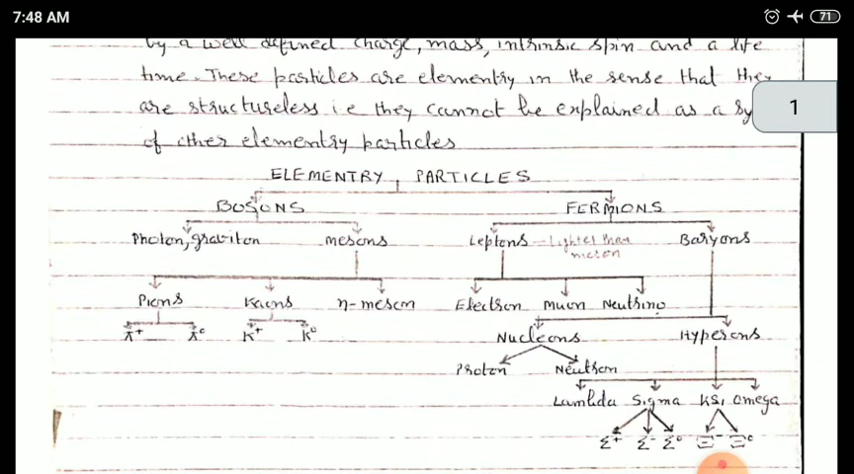 7:48 AM
71
by a well defined charge, mass, intrinsic spin and a life
time. These particles are elementry in the sense that they
1
are structureless i.e they cannot be explained as a sy
of other elementry particles
ELEMENTRY PARTICLES
BOSONS FERMIONS
Photon, graviton mesons Leptons - Lighter than Baryons
meson
Pions Kaons η-meson Electron Muon Neutrino
π+ π0 K+ K0 Nucleons Hyperons
Proton Neutron
Lambda Sigma KSi Omega
Σ+ Σ- Σ0 Ξ- Ξ0